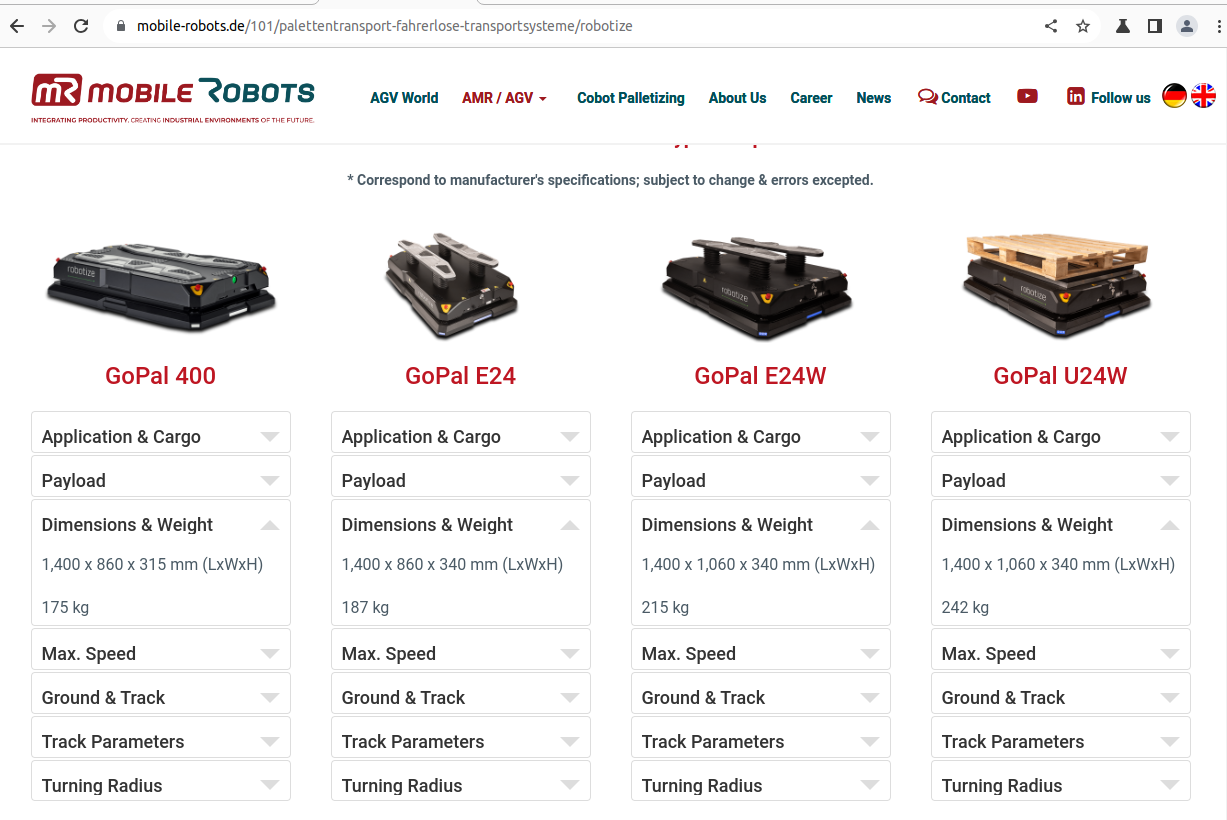 mobile-robots.de/101/palettentransport-fahrerlose-transportsysteme/robotize
mR MOBILE ROBOTS
INTEGRATING PRODUCTIVITY. CREATING INDUSTRIAL ENVIRONMENTS OF THE FUTURE.
AGV World AMR / AGV Cobot Palletizing About Us Career News Contact in Follow us
* Correspond to manufacturer's specifications; subject to change & errors excepted.
robotize
robotize
robotize
GoPal 400 GoPal E24 GoPal E24W GoPal U24W
Application & Cargo Application & Cargo Application & Cargo Application & Cargo
Payload Payload Payload Payload
Dimensions & Weight Dimensions & Weight Dimensions & Weight Dimensions & Weight
1,400 x 860 x 315 mm (LxWxH) 1,400 x 860 x 340 mm (LxWxH) 1,400 x 1,060 x 340 mm (LxWxH) 1,400 x 1,060 x 340 mm (LxWxH)
175 kg 187 kg 215 kg 242 kg
Max. Speed Max. Speed Max. Speed Max. Speed
Ground & Track Ground & Track Ground & Track Ground & Track
Track Parameters Track Parameters Track Parameters Track Parameters
Turning Radius Turning Radius Turning Radius Turning Radius